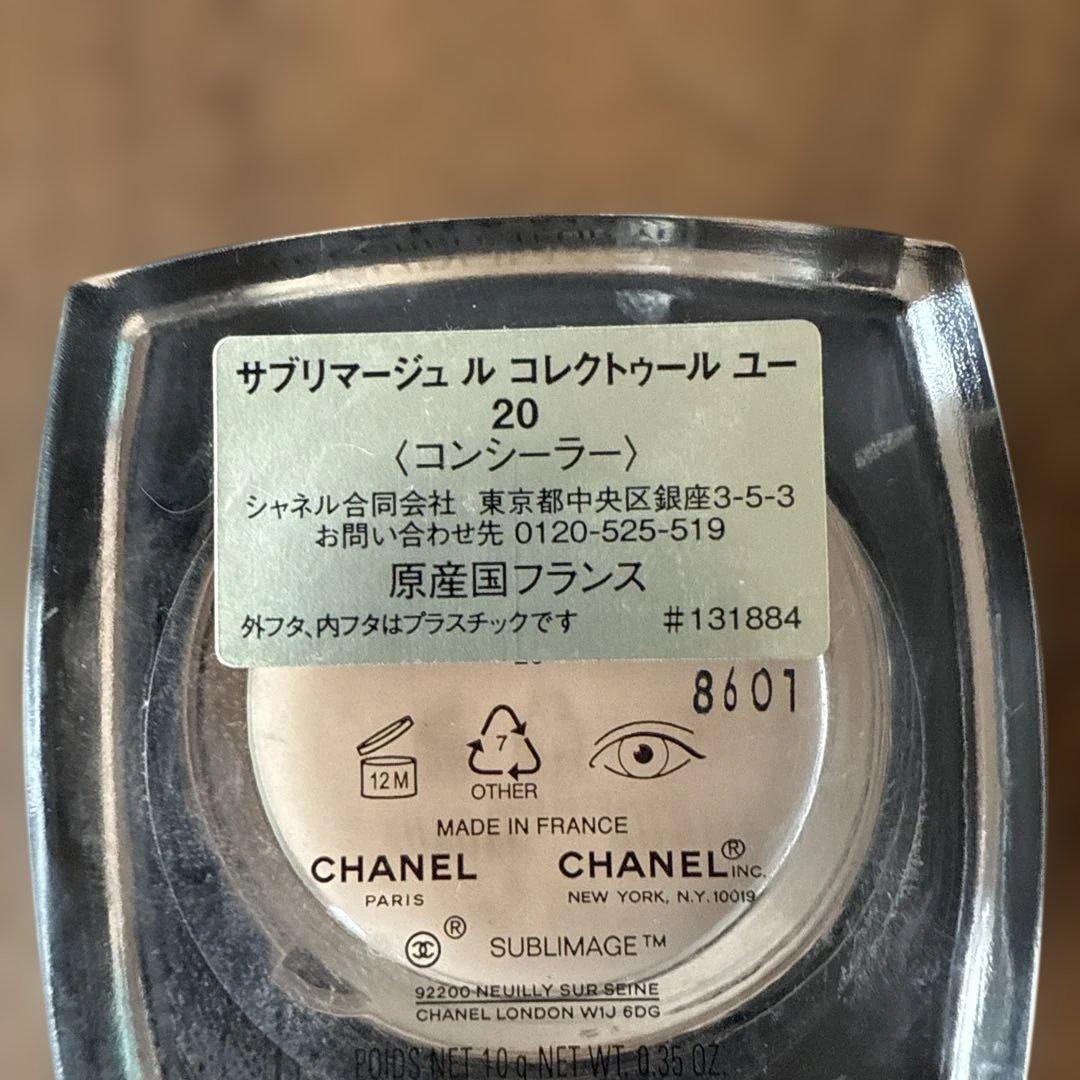 サブリマージュ ル コレクトゥール ユー
20
〈コンシーラー〉
シャネル合同会社 東京都中央区銀座3-5-3
お問い合わせ先 0120-525-519
原産国フランス
外フタ、内フタはプラスチックです #131884
8601
12 M
7
OTHER
MADE IN FRANCE
CHANEL CHANEL® INC.
PARIS NEW YORK, N.Y. 10019
® SUBLIMAGE™
92200 NEUILLY SUR SEINE
CHANEL LONDON W1J 6DG
POIDS NET 10 g NET WT. 0.35 OZ.